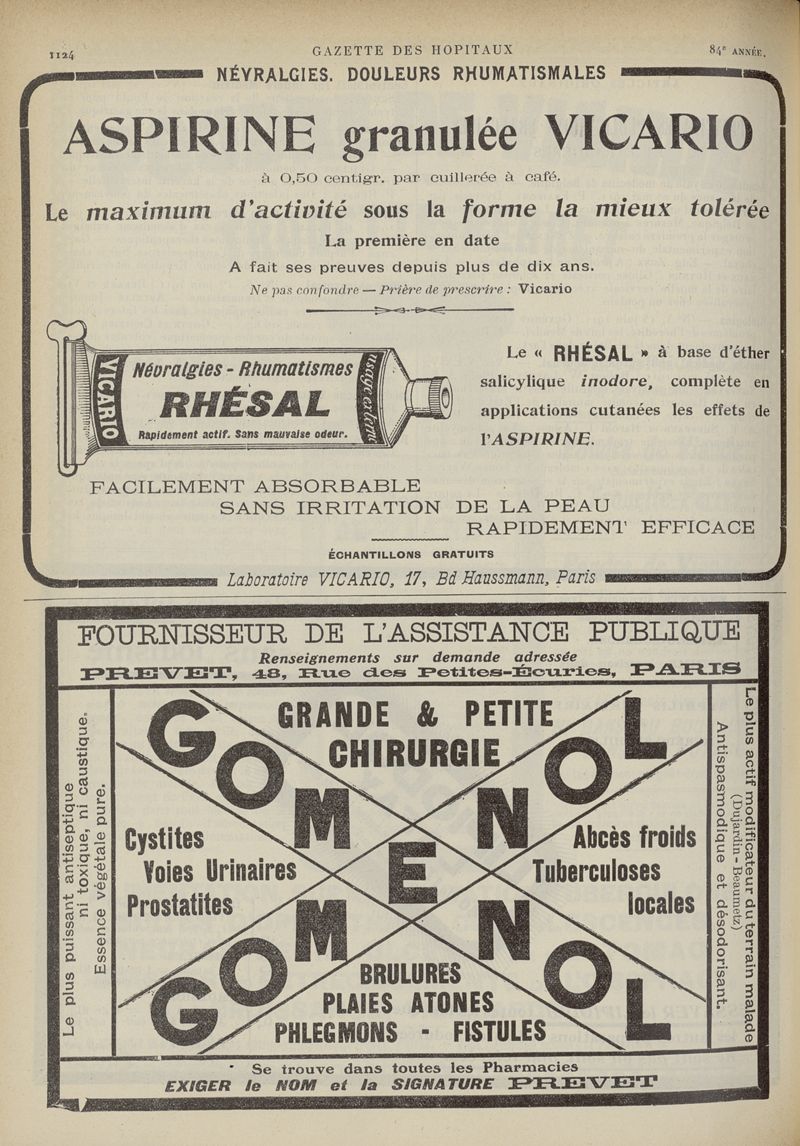 1124
GAZETTE DES HOPITAUX
84e ANNÉE.
NÉVRALGIES. DOULEURS RHUMATISMALES
ASPIRINE granulée VICARIO
à 0,50 centigr. par cuillerée à café.
Le maximum d'activité sous la forme la mieux tolérée
La première en date
A fait ses preuves depuis plus de dix ans.
Ne pas confondre — Prière de prescrire : Vicario
VICARIO
Névralgies - Rhumatismes
RHÉSAL
Rapidement actif. Sans mauvaise odeur.
usage externe
Le « RHÉSAL » à base d'éther
salicylique inodore, complète en
applications cutanées les effets de
l'ASPIRINE.
FACILEMENT ABSORBABLE
SANS IRRITATION DE LA PEAU
RAPIDEMENT EFFICACE
ÉCHANTILLONS GRATUITS
Laboratoire VICARIO, 17, Bd Haussmann, Paris
FOURNISSEUR DE L'ASSISTANCE PUBLIQUE
Renseignements sur demande adressée
PREVET, 48, Rue des Petites-Écuries, PARIS
Le plus puissant antiseptique
ni toxique, ni caustique.
Essence végétale pure.
GOMENOL
GOMENOL
GRANDE & PETITE
CHIRURGIE
Cystites
Voies Urinaires
Prostatites
Abcès froids
Tuberculoses
locales
BRULURES
PLAIES ATONES
PHLEGMONS - FISTULES
Le plus actif modificateur du terrain malade
(Dujardin-Beaumetz)
Antispasmodique et désodorisant.
Se trouve dans toutes les Pharmacies
EXIGER le NOM et la SIGNATURE PREVET